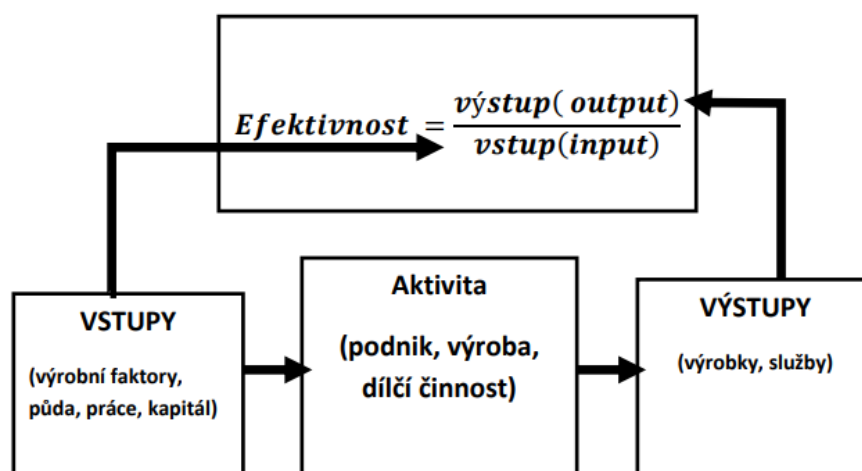 Efektivnost = výstup( output)
vstup(input)
VSTUPY
(výrobní faktory,
půda, práce, kapitál)
Aktivita
(podnik, výroba,
dílčí činnost)
VÝSTUPY
(výrobky, služby)